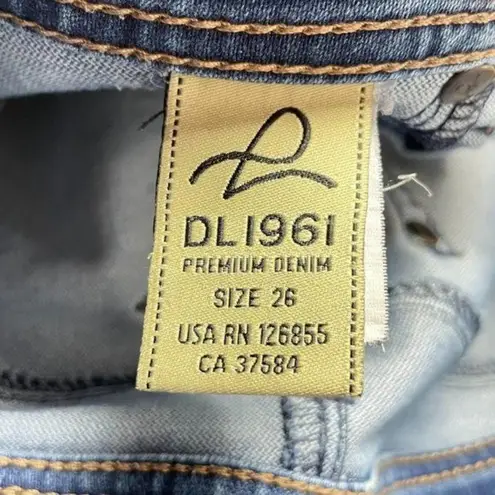 DL1961
PREMIUM DENIM
SIZE 26
USA RN 126855
CA 37584